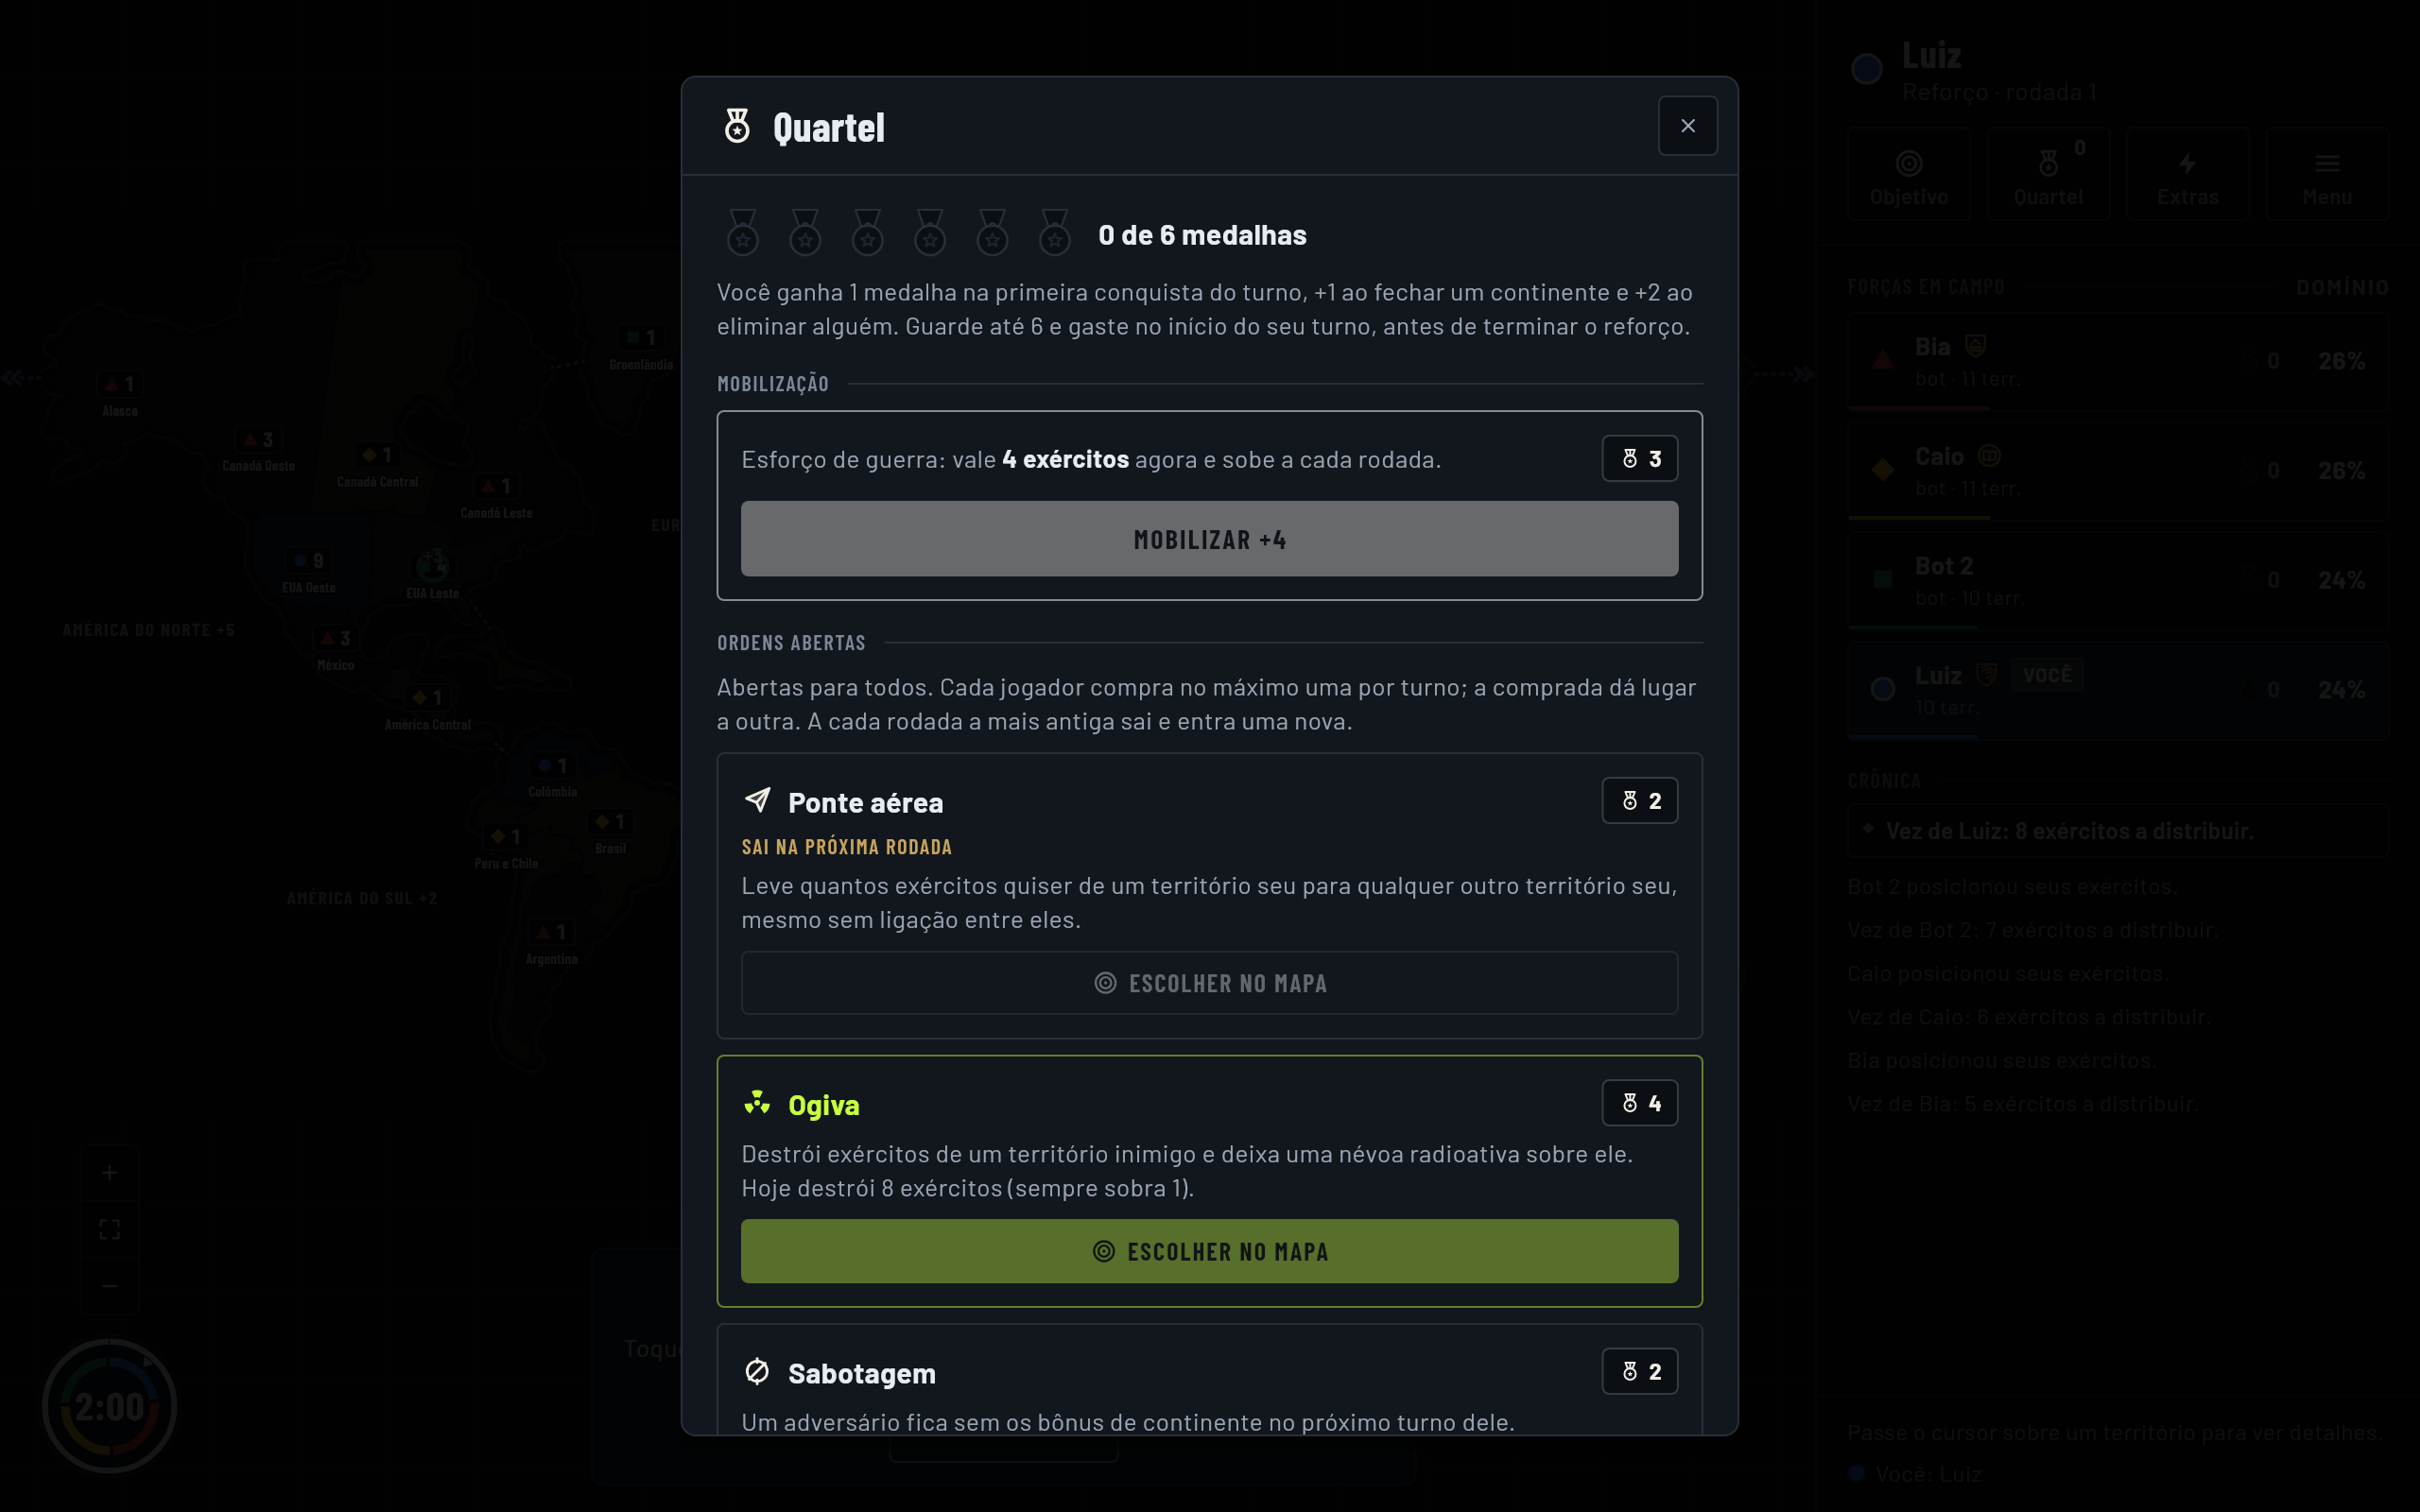 Quartel
0 de 6 medalhas
Você ganha 1 medalha na primeira conquista do turno, +1 ao fechar um continente e +2 ao
eliminar alguém. Guarde até 6 e gaste no início do seu turno, antes de terminar o reforço.
MOBILIZAÇÃO
Esforço de guerra: vale 4 exércitos agora e sobe a cada rodada.
3
MOBILIZAR +4
ORDENS ABERTAS
Abertas para todos. Cada jogador compra no máximo uma por turno; a comprada dá lugar
a outra. A cada rodada a mais antiga sai e entra uma nova.
Ponte aérea
2
SAI NA PRÓXIMA RODADA
Leve quantos exércitos quiser de um território seu para qualquer outro território seu,
mesmo sem ligação entre eles.
ESCOLHER NO MAPA
Ogiva
4
Destrói exércitos de um território inimigo e deixa uma névoa radioativa sobre ele.
Hoje destrói 8 exércitos (sempre sobra 1).
ESCOLHER NO MAPA
Sabotagem
2
Um adversário fica sem os bônus de continente no próximo turno dele.
1
Groenlândia
1
Alasca
3
Canadá Oeste
1
Canadá Central
1
Canadá Leste
EUR
9
EUA Oeste
EUA Leste
AMÉRICA DO NORTE +5
3
México
1
América Central
1
Colômbia
1
Peru e Chile
1
Brasil
AMÉRICA DO SUL +2
1
Argentina
+
−
2:00
Toqu
Luiz
Reforço · rodada 1
Objetivo
0
Quartel
Extras
Menu
FORÇAS EM CAMPO
DOMÍNIO
Bia
bot · 11 terr.
0
26%
Caio
bot · 11 terr.
0
26%
Bot 2
bot · 10 terr.
0
24%
Luiz
VOCÊ
10 terr.
0
24%
CRÔNICA
Vez de Luiz: 8 exércitos a distribuir.
Bot 2 posicionou seus exércitos.
Vez de Bot 2: 7 exércitos a distribuir.
Caio posicionou seus exércitos.
Vez de Caio: 6 exércitos a distribuir.
Bia posicionou seus exércitos.
Vez de Bia: 5 exércitos a distribuir.
Passe o cursor sobre um território para ver detalhes.
Você: Luiz